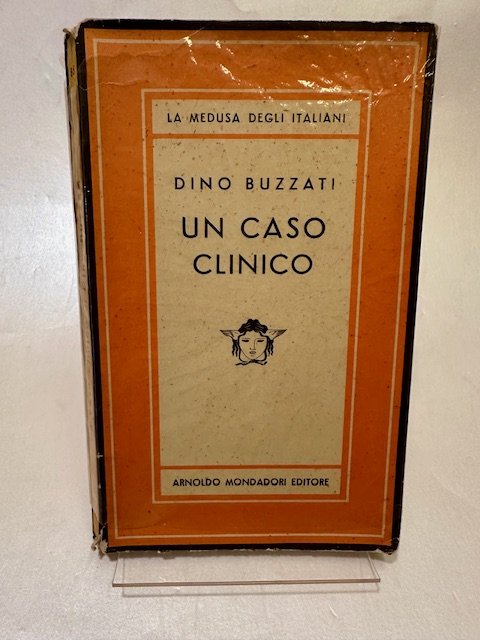 LA MEDUSA DEGLI ITALIANI
DINO BUZZATI
UN CASO
CLINICO
ARNOLDO MONDADORI EDITORE